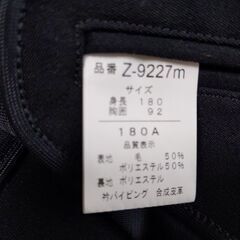 品番 Z-9227m
サイズ
身長 180
胸囲 92
180A
品質表示
表地 毛 50%
ポリエステル 50%
裏地 ポリエステル
衿パイピング 合成皮革